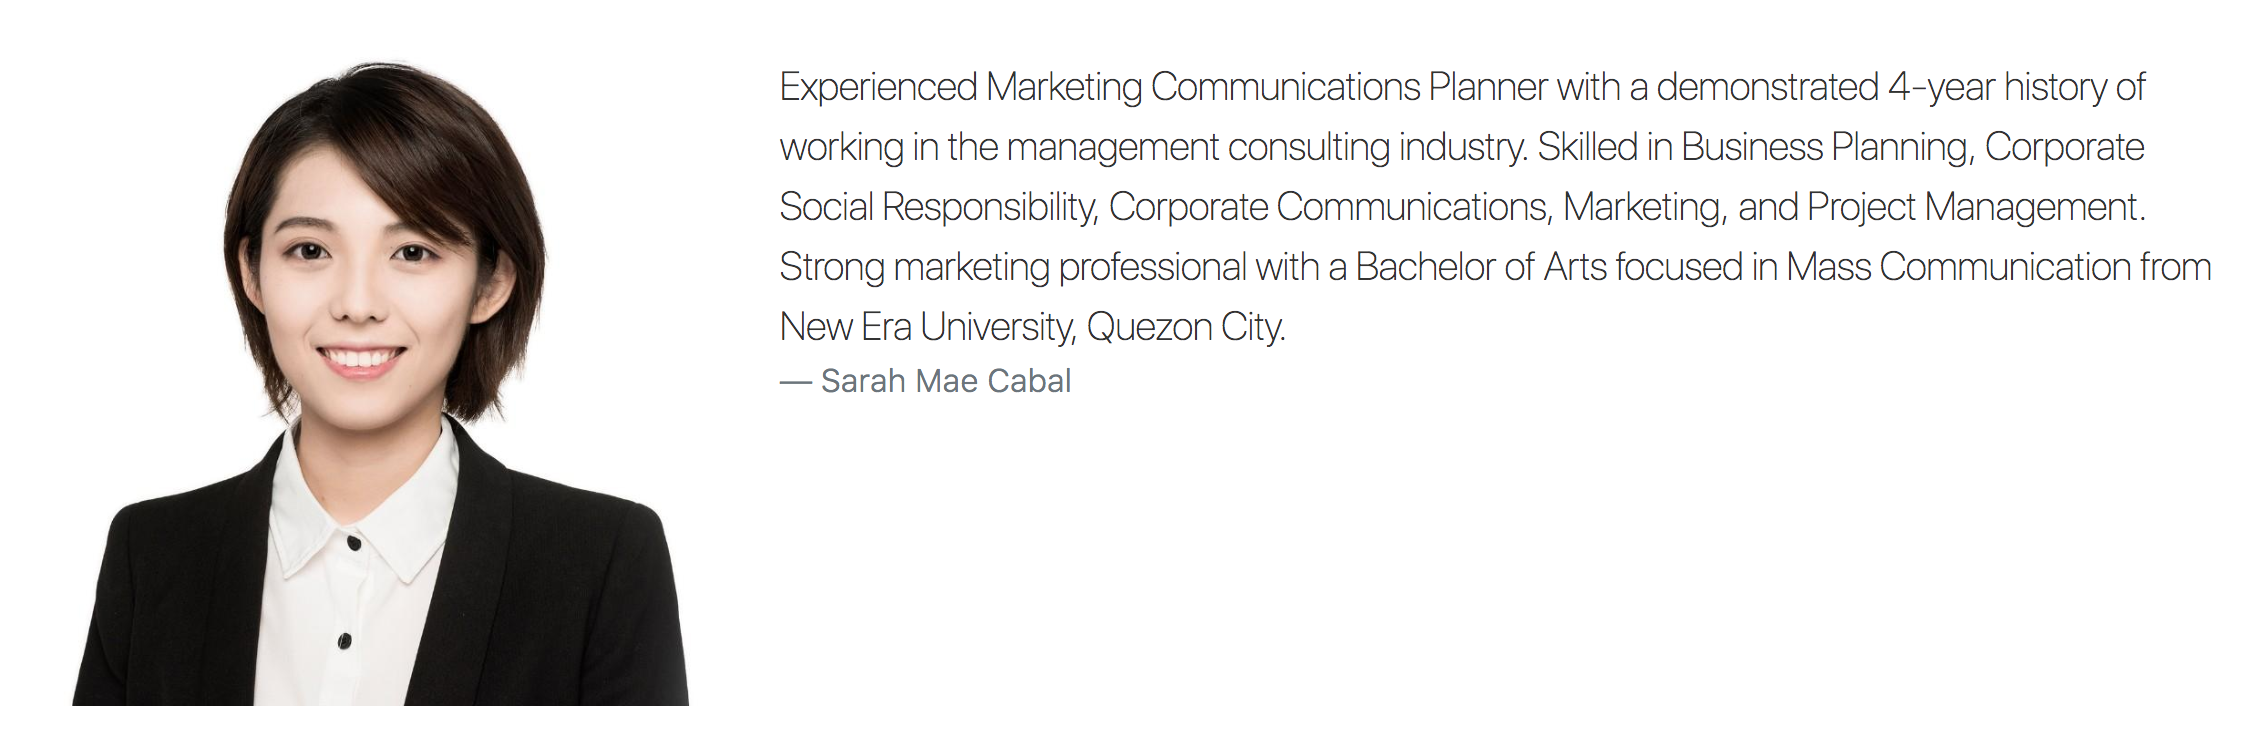 Experienced Marketing Communications Planner with a demonstrated 4-year history of
working in the management consulting industry. Skilled in Business Planning, Corporate
Social Responsibility, Corporate Communications, Marketing, and Project Management.
Strong marketing professional with a Bachelor of Arts focused in Mass Communication from
New Era University, Quezon City.
— Sarah Mae Cabal